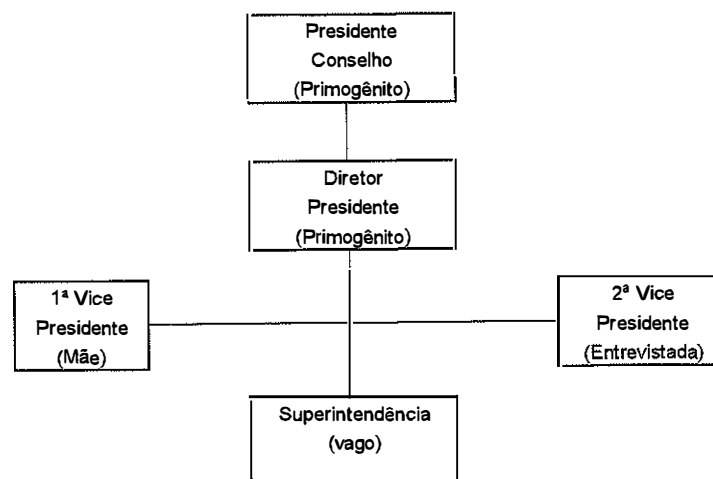 Presidente
Conselho
(Primogênito)
Diretor
Presidente
(Primogênito)
1ª Vice
Presidente
(Mãe)
2ª Vice
Presidente
(Entrevistada)
Superintendência
(vago)